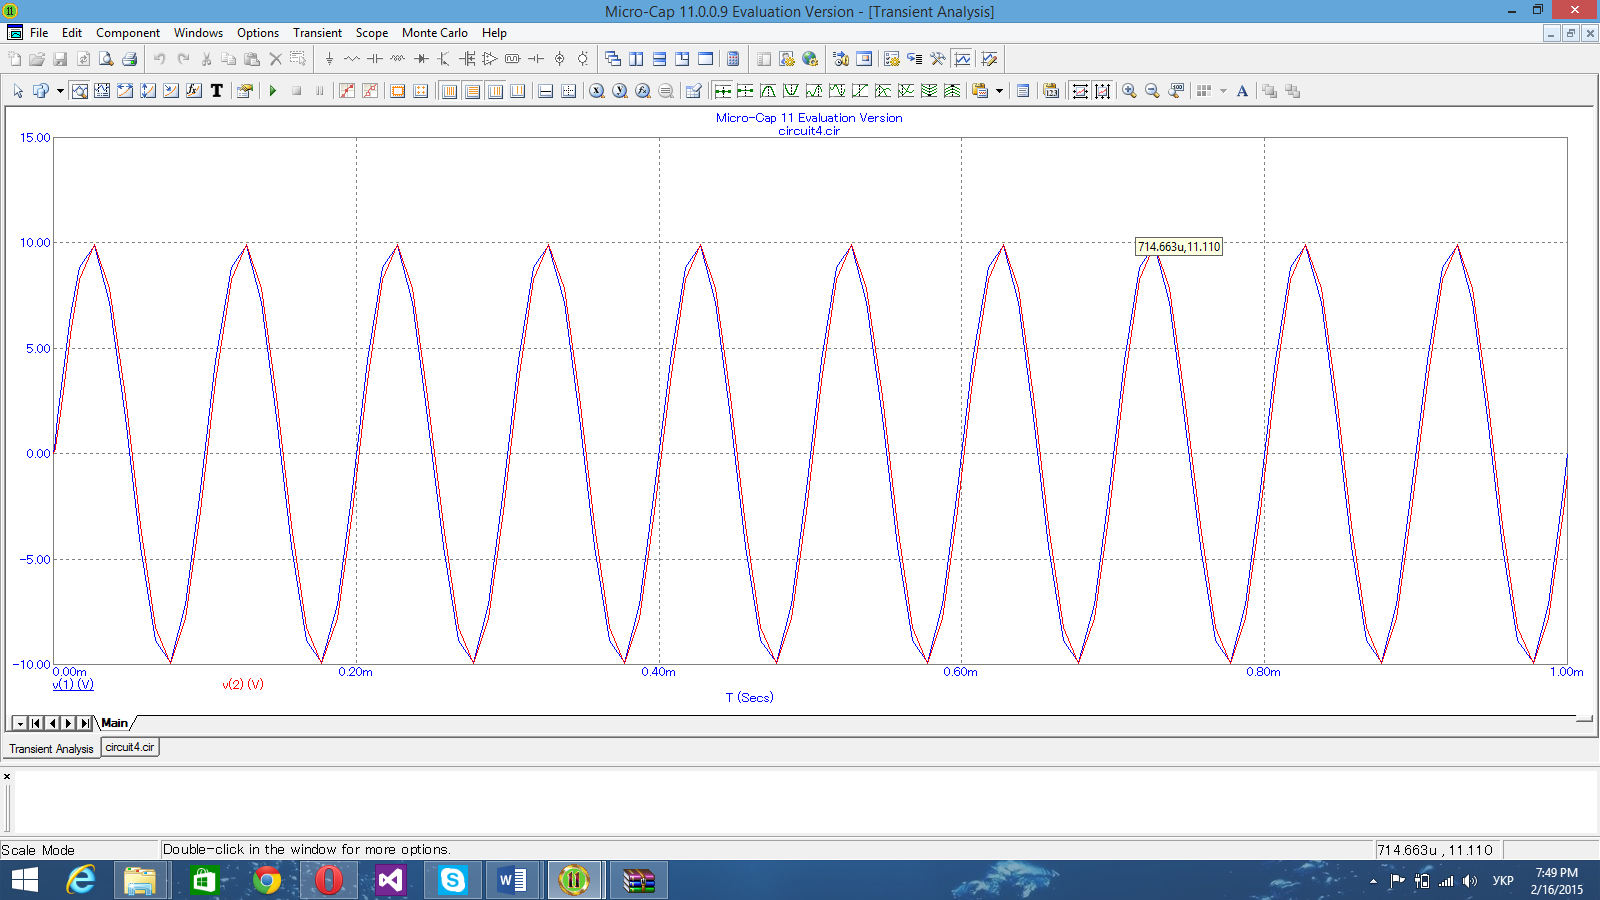 Micro-Cap 11.0.0.9 Evaluation Version - [Transient Analysis]
File Edit Component Windows Options Transient Scope Monte Carlo Help
Micro-Cap 11 Evaluation Version
circuit4.cir
15.00
10.00
714.663u,11.110
5.00
0.00
-5.00
-10.00
0.00m 0.20m 0.40m 0.60m 0.80m 1.00m
v(1) (V) v(2) (V)
T (Secs)
Main
Transient Analysis circuit4.cir
Scale Mode Double-click in the window for more options. 714.663u , 11.110
УКР
7:49 PM
2/16/2015